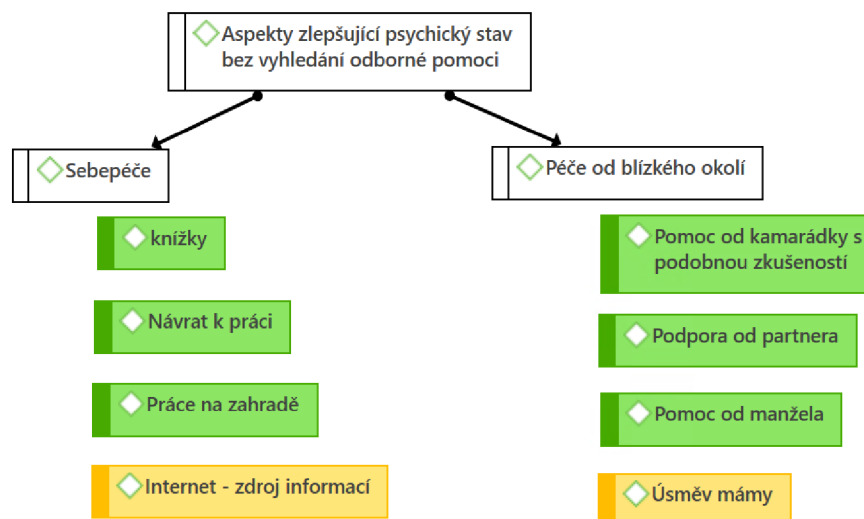 Aspekty zlepšující psychický stav
bez vyhledání odborné pomoci
Sebepéče
Péče od blízkého okolí
knížky
Návrat k práci
Práce na zahradě
Internet - zdroj informací
Pomoc od kamarádky s
podobnou zkušeností
Podpora od partnera
Pomoc od manžela
Úsměv mámy